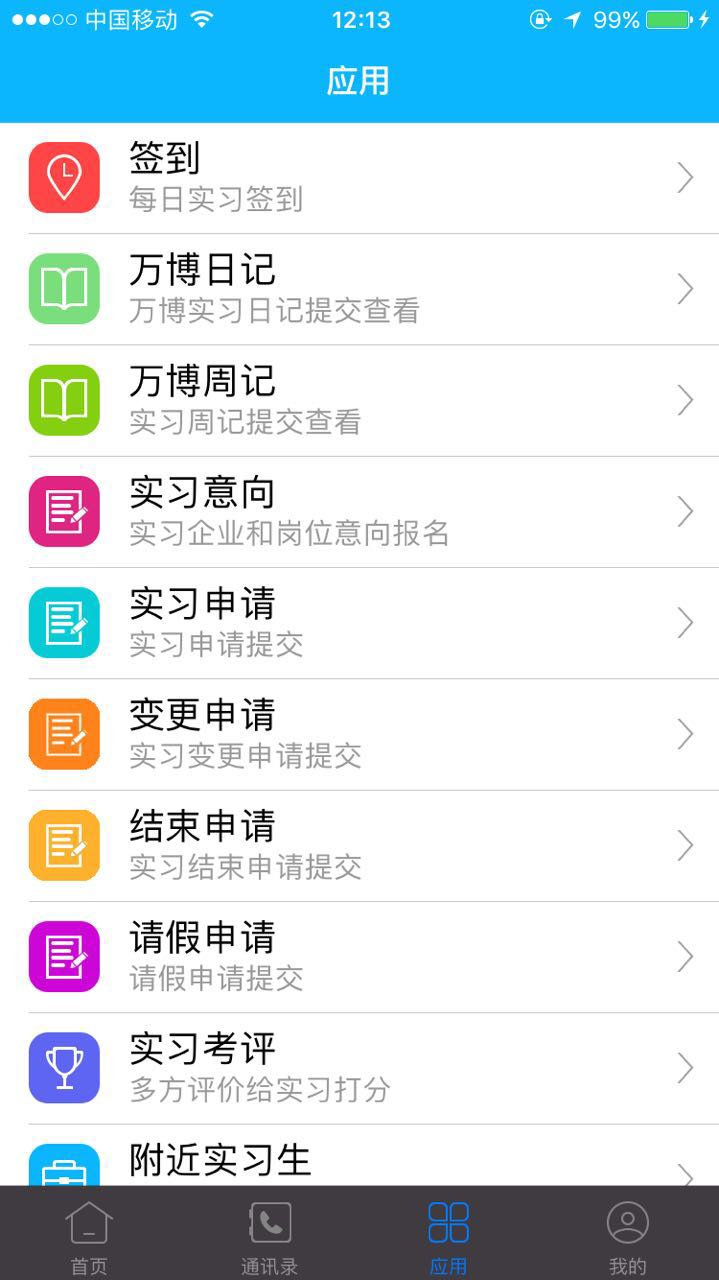 中国移动 12:13 99%
应用
签到
每日实习签到
万博日记
万博实习日记提交查看
万博周记
实习周记提交查看
实习意向
实习企业和岗位意向报名
实习申请
实习申请提交
变更申请
实习变更申请提交
结束申请
实习结束申请提交
请假申请
请假申请提交
实习考评
多方评价给实习打分
附近实习生
首页 通讯录 应用 我的